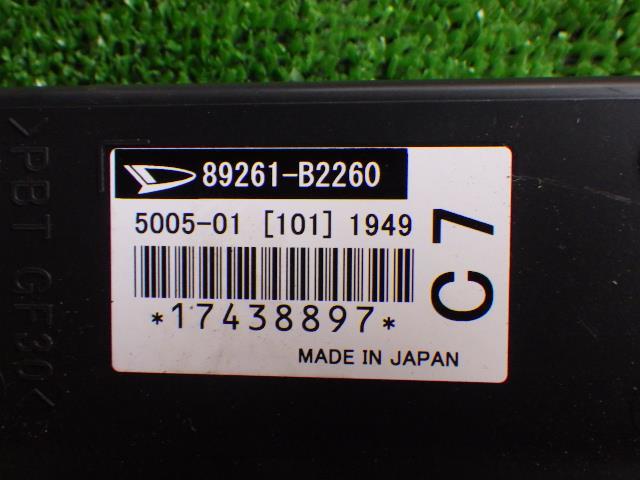 89261-B2260
5005-01 [101] 1949
*17438897*
MADE IN JAPAN
C7
>PBT GF30<